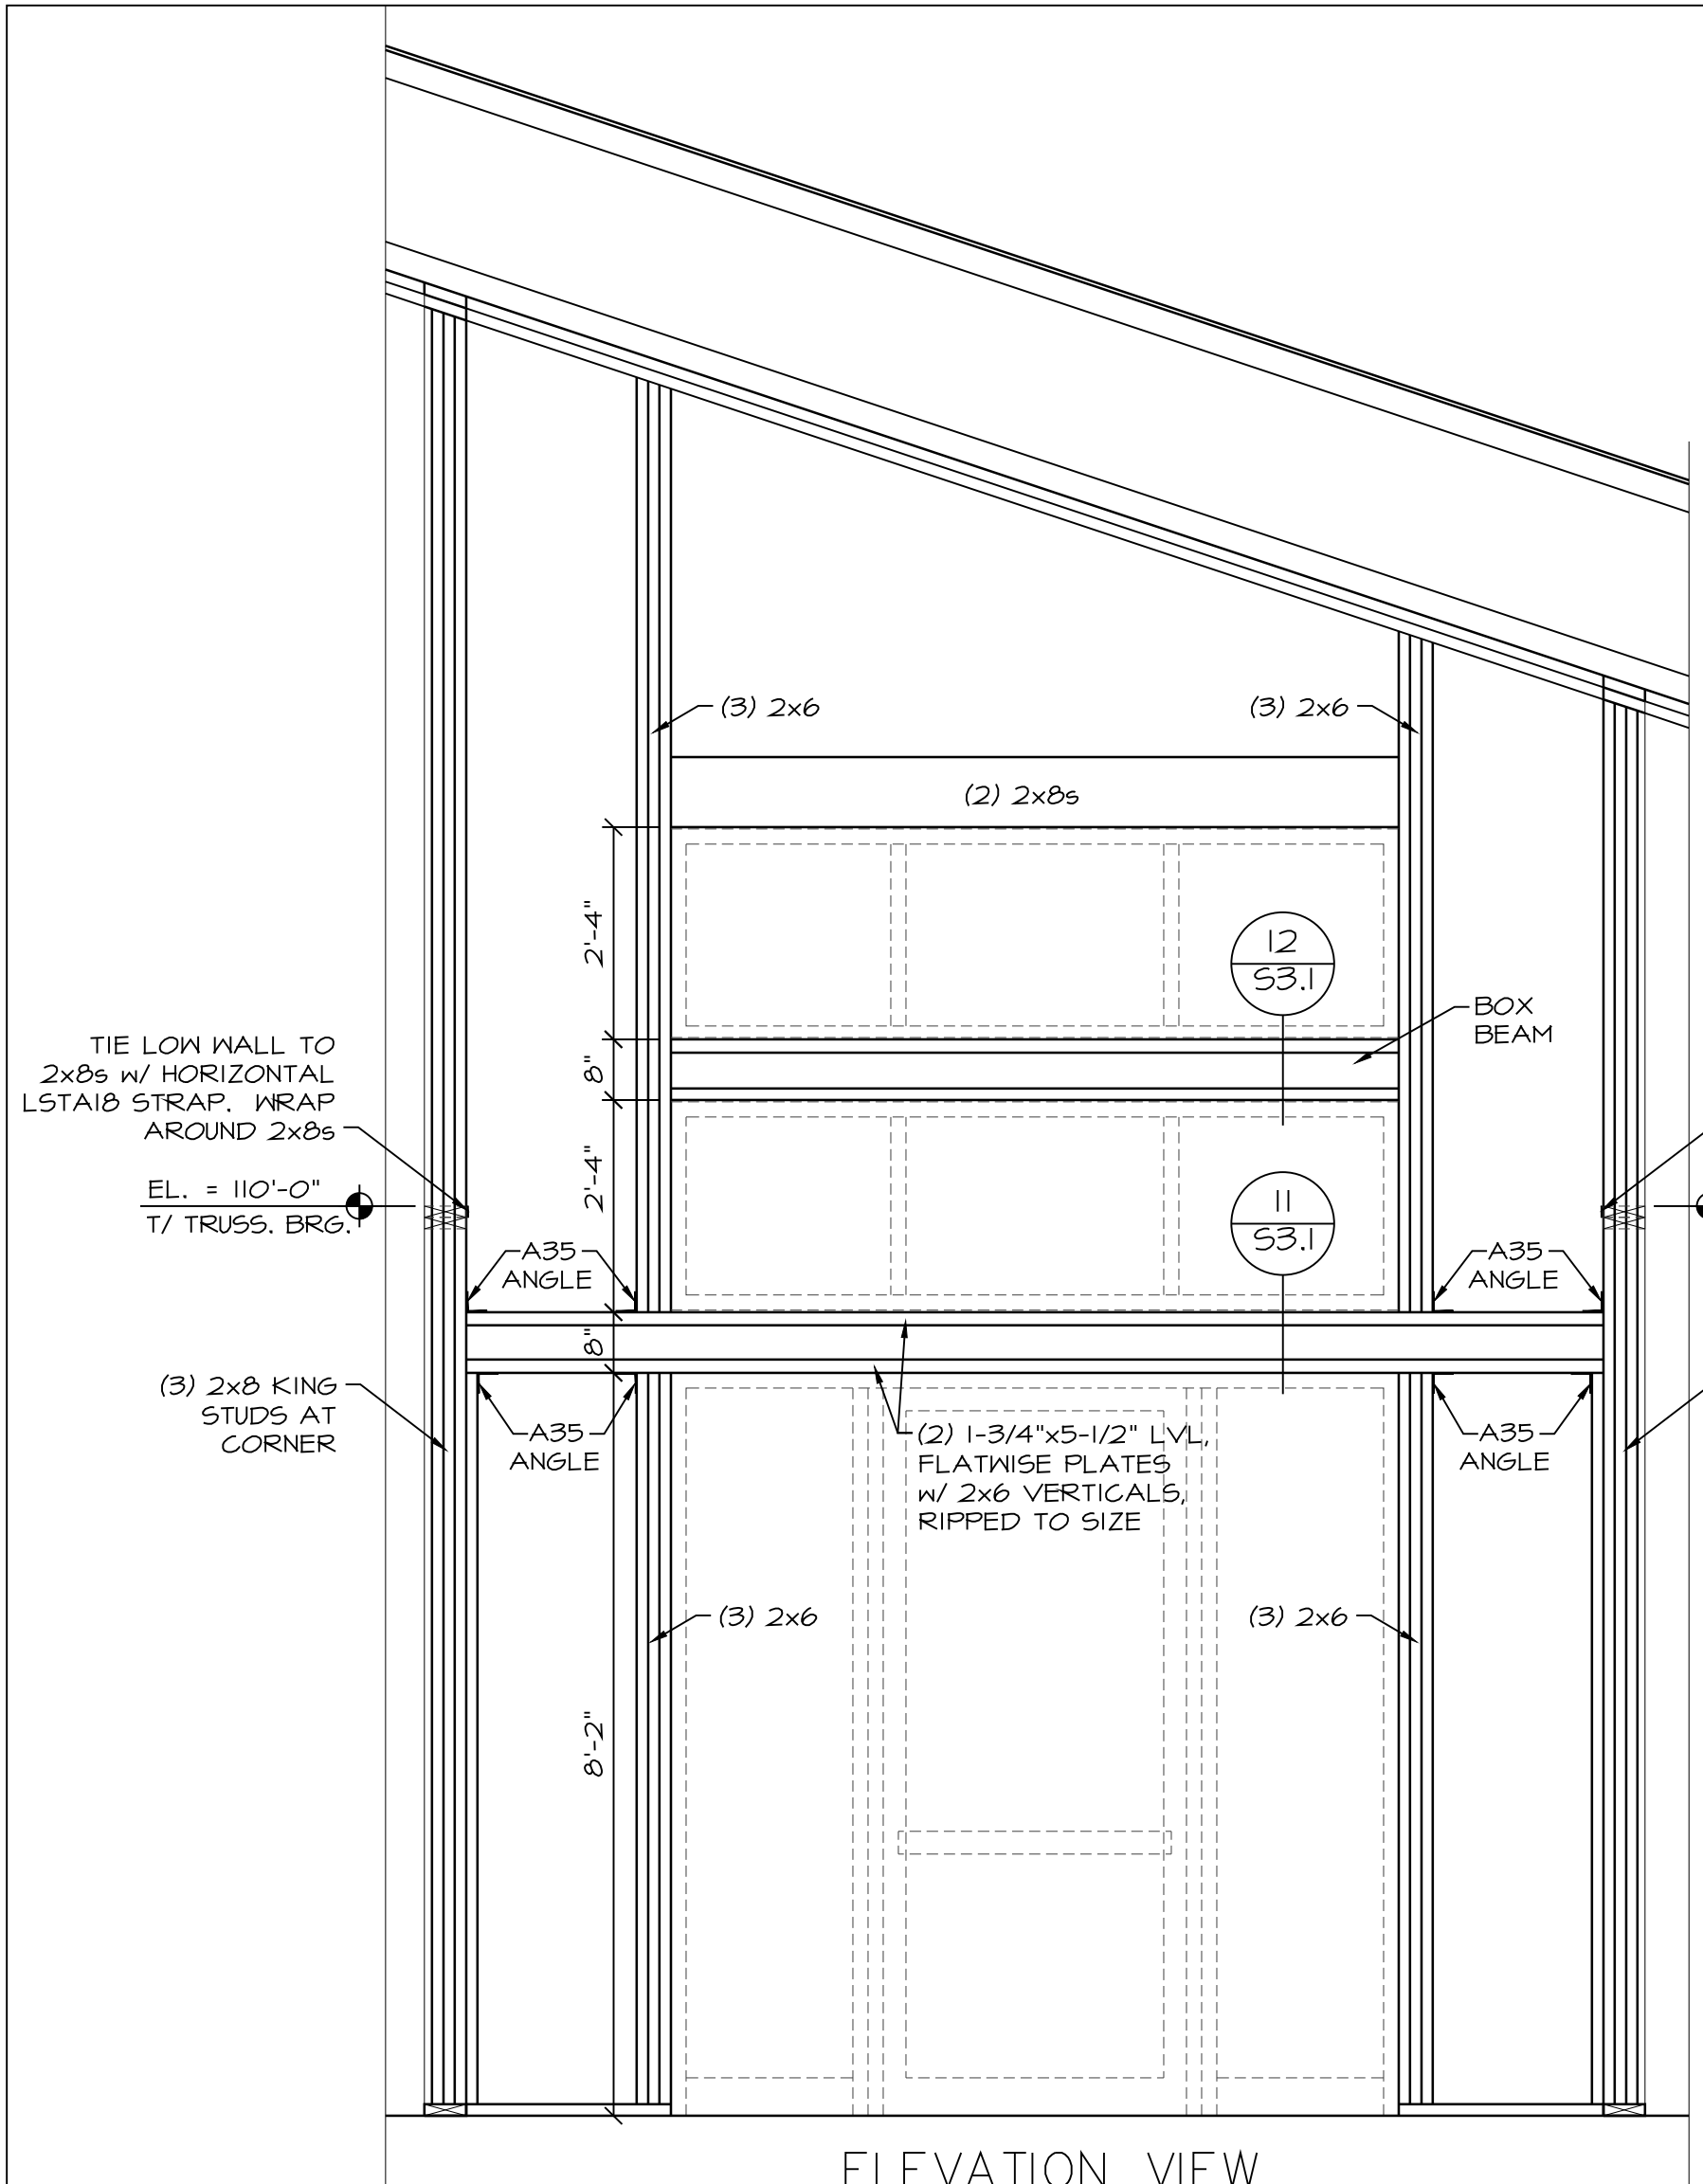 (3) 2x6
(3) 2x6
(2) 2x8s
2'-4"
12
S3.1
BOX
BEAM
8"
TIE LOW WALL TO
2x8s w/ HORIZONTAL
LSTA18 STRAP. WRAP
AROUND 2x8s
2'-4"
EL. = 110'-0"
T/ TRUSS. BRG.
11
S3.1
A35
ANGLE
A35
ANGLE
8"
(3) 2x8 KING
STUDS AT
CORNER
A35
ANGLE
(2) 1-3/4"x5-1/2" LVL,
FLATWISE PLATES
w/ 2x6 VERTICALS,
RIPPED TO SIZE
A35
ANGLE
(3) 2x6
(3) 2x6
8'-2"
ELEVATION VIEW